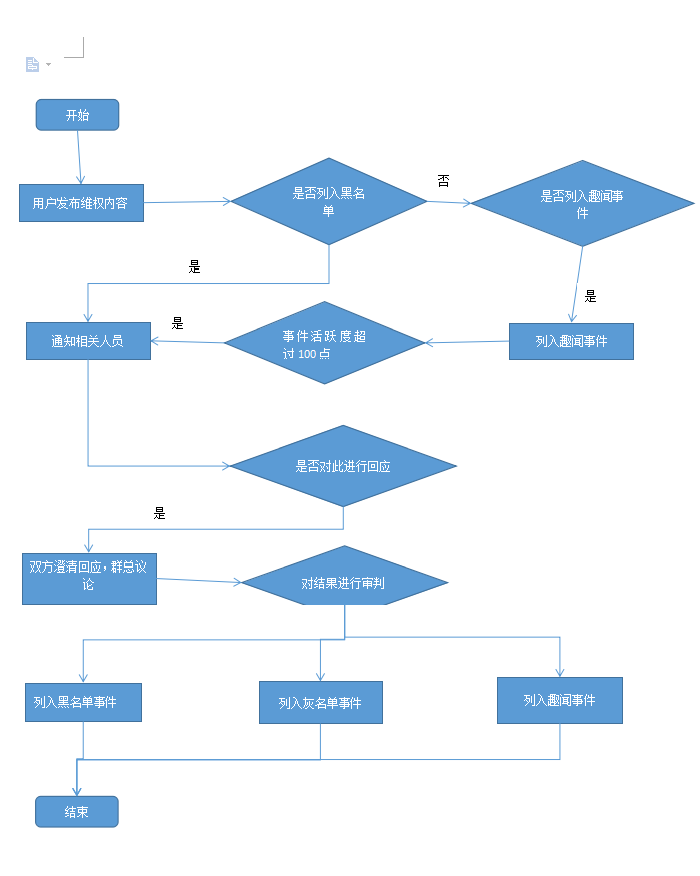 开始
用户发布维权内容
是否列入黑名
单
否
是否列入趣闻事
件
是
是
是
通知相关人员
事件活跃度超
过 100 点
列入趣闻事件
是否对此进行回应
是
双方澄清回应，群总议
论
对结果进行审判
列入黑名单事件
列入灰名单事件
列入趣闻事件
结束